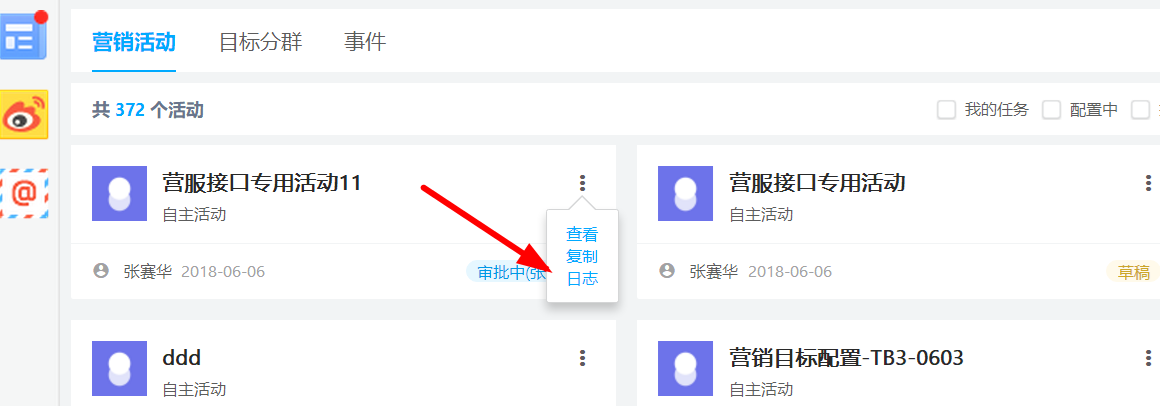 营销活动 目标分群 事件
共 372 个活动 我的任务 配置中
营服接口专用活动11
自主活动
张赛华 2018-06-06 审批中(张
查看
复制
日志
营服接口专用活动
自主活动
张赛华 2018-06-06 草稿
ddd
自主活动
营销目标配置-TB3-0603
自主活动